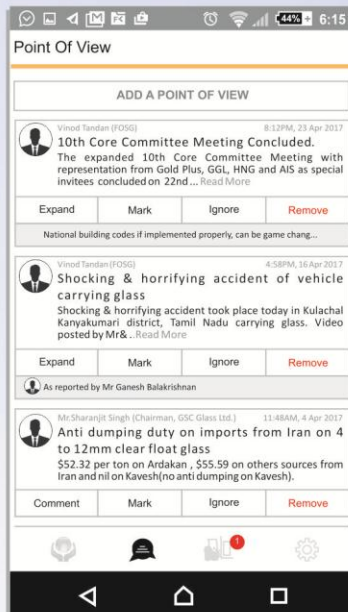 44% 6:15
Point Of View
ADD A POINT OF VIEW
Vinod Tandan (FOSG) 8:12PM, 23 Apr 2017
10th Core Committee Meeting Concluded.
The expanded 10th Core Committee Meeting with
representation from Gold Plus, GGL, HNG and AIS as special
invitees concluded on 22nd ... Read More
Expand Mark Ignore Remove
National building codes if implemented properly, can be game chang...
Vinod Tandan (FOSG) 4:58PM, 16 Apr 2017
Shocking & horrifying accident of vehicle
carrying glass
Shocking & horrifying accident took place today in Kulachal
Kanyakumari district, Tamil Nadu carrying glass. Video
posted by Mr& ..Read More
Expand Mark Ignore Remove
As reported by Mr Ganesh Balakrishnan
Mr.Sharanjit Singh (Chairman, GSC Glass Ltd.) 11:48AM, 4 Apr 2017
Anti dumping duty on imports from Iran on 4
to 12mm clear float glass
$52.32 per ton on Ardakan , $55.59 on others sources from
Iran and nil on Kavesh(no anti dumping on Kavesh).
Comment Mark Ignore Remove
1